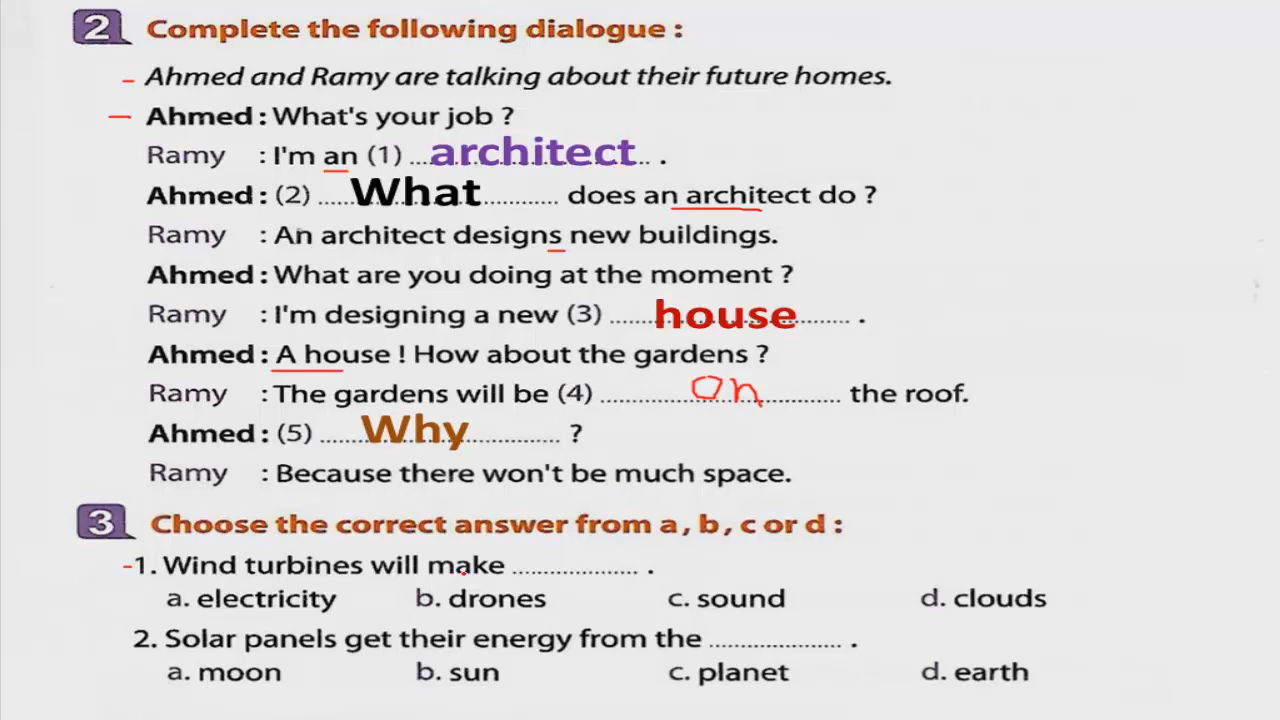 2 Complete the following dialogue :
- Ahmed and Ramy are talking about their future homes.
- Ahmed : What's your job ?
Ramy : I'm an (1) ... architect ... .
Ahmed : (2) ... What ... does an architect do ?
Ramy : An architect designs new buildings.
Ahmed : What are you doing at the moment ?
Ramy : I'm designing a new (3) ... house ... .
Ahmed : A house ! How about the gardens ?
Ramy : The gardens will be (4) ... On ... the roof.
Ahmed : (5) ... Why ... ?
Ramy : Because there won't be much space.
3 Choose the correct answer from a , b , c or d :
-1. Wind turbines will make .................... .
a. electricity b. drones c. sound d. clouds
2. Solar panels get their energy from the .................... .
a. moon b. sun c. planet d. earth